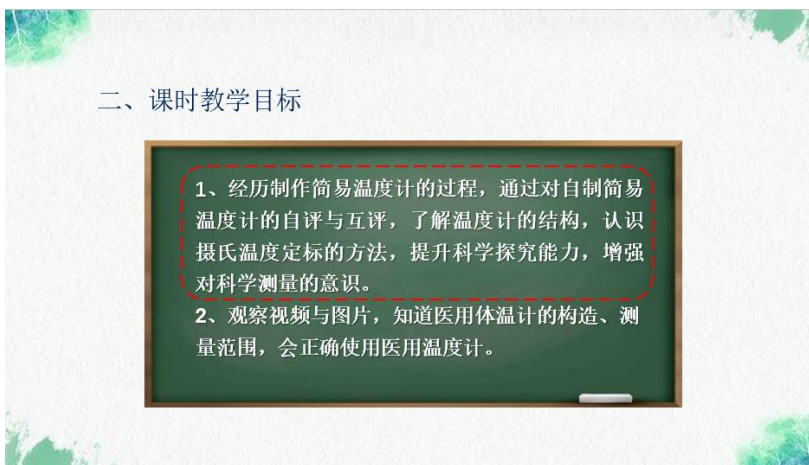 二、课时教学目标
1、经历制作简易温度计的过程，通过对自制简易
温度计的自评与互评，了解温度计的结构，认识
摄氏温度定标的方法，提升科学探究能力，增强
对科学测量的意识。
2、观察视频与图片，知道医用体温计的构造、测
量范围，会正确使用医用温度计。